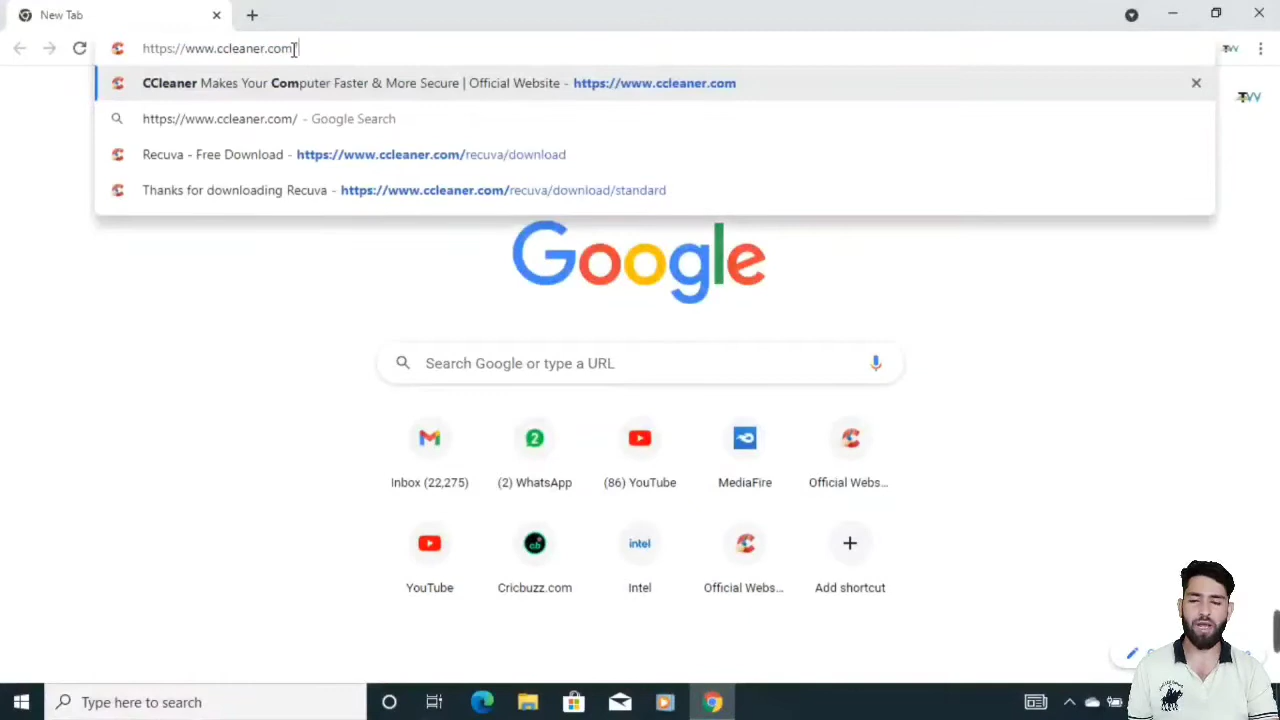 New Tab
https://www.ccleaner.com
CCleaner Makes Your Computer Faster & More Secure | Official Website - https://www.ccleaner.com
https://www.ccleaner.com/ - Google Search
Recuva - Free Download - https://www.ccleaner.com/recuva/download
Thanks for downloading Recuva - https://www.ccleaner.com/recuva/download/standard
Google
Search Google or type a URL
2
Inbox (22,275)
(2) WhatsApp
(86) YouTube
MediaFire
Official Webs...
cb
intel
YouTube
Cricbuzz.com
Intel
Official Webs...
Add shortcut
Type here to search